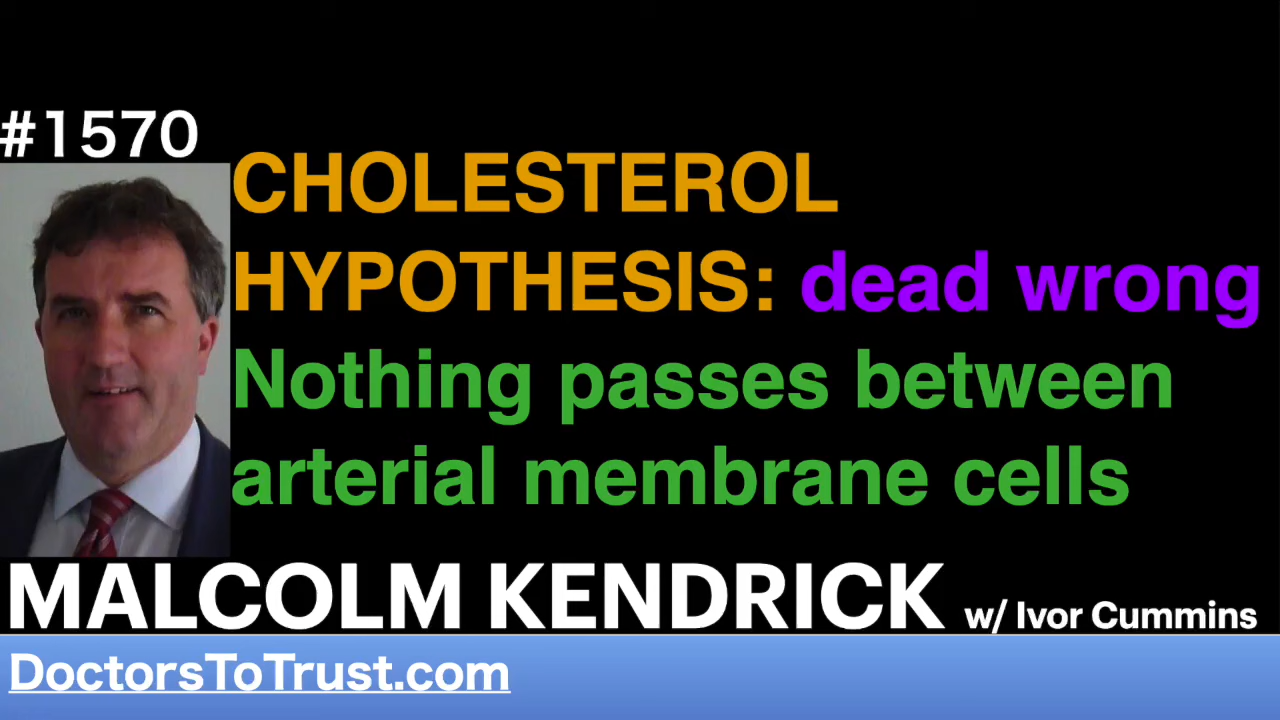 #1570
CHOLESTEROL
HYPOTHESIS: dead wrong
Nothing passes between
arterial membrane cells
MALCOLM KENDRICK w/ Ivor Cummins
DoctorsToTrust.com